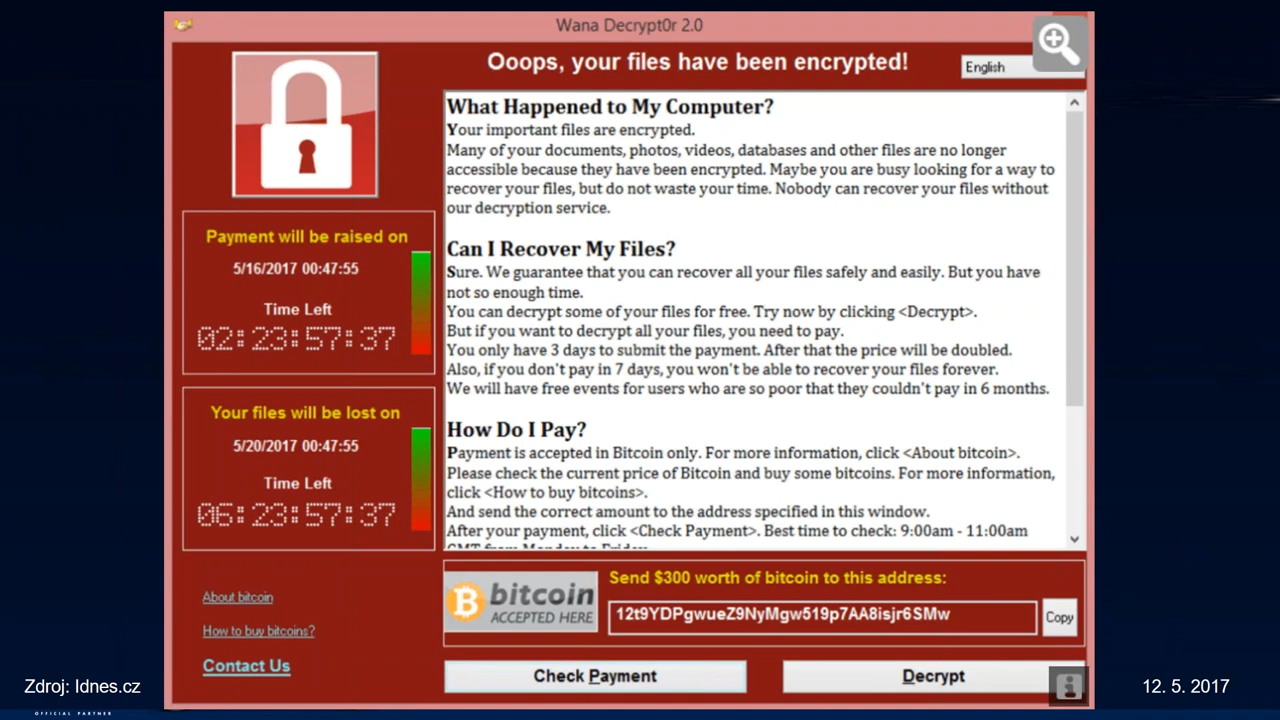 Wana Decrypt0r 2.0
Ooops, your files have been encrypted!
English
What Happened to My Computer?
Your important files are encrypted.
Many of your documents, photos, videos, databases and other files are no longer
accessible because they have been encrypted. Maybe you are busy looking for a way to
recover your files, but do not waste your time. Nobody can recover your files without
our decryption service.
Can I Recover My Files?
Sure. We guarantee that you can recover all your files safely and easily. But you have
not so enough time.
You can decrypt some of your files for free. Try now by clicking <Decrypt>.
But if you want to decrypt all your files, you need to pay.
You only have 3 days to submit the payment. After that the price will be doubled.
Also, if you don't pay in 7 days, you won't be able to recover your files forever.
We will have free events for users who are so poor that they couldn't pay in 6 months.
How Do I Pay?
Payment is accepted in Bitcoin only. For more information, click <About bitcoin>.
Please check the current price of Bitcoin and buy some bitcoins. For more information,
click <How to buy bitcoins>.
And send the correct amount to the address specified in this window.
After your payment, click <Check Payment>. Best time to check: 9:00am - 11:00am
GMT from Monday to Friday.
Payment will be raised on
5/16/2017 00:47:55
Time Left
02:23:57:37
Your files will be lost on
5/20/2017 00:47:55
Time Left
06:23:57:37
About bitcoin
How to buy bitcoins?
Contact Us
bitcoin
ACCEPTED HERE
Send $300 worth of bitcoin to this address:
12t9YDPgwueZ9NyMgw519p7AA8isjr6SMw
Copy
Check Payment
Decrypt
Zdroj: Idnes.cz
12. 5. 2017
OFFICIAL PARTNER